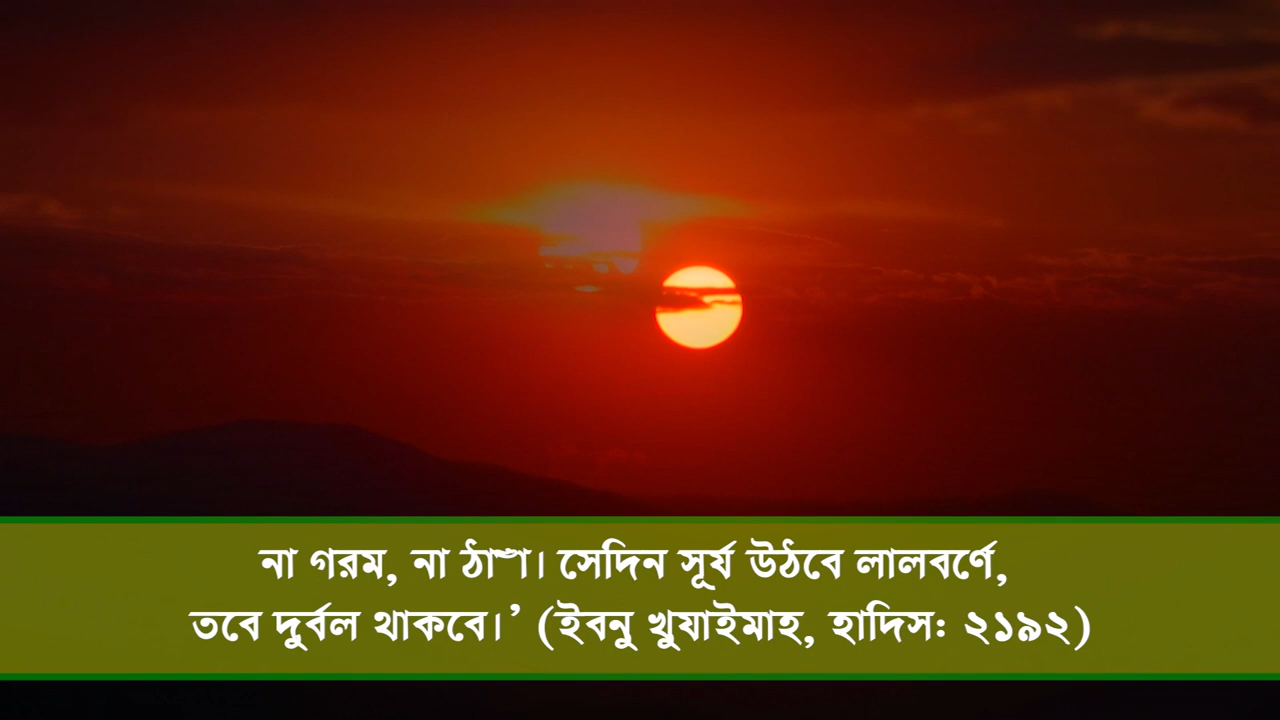 না গরম, না ঠাণ্ডা। সেদিন সূর্য উঠবে লালবর্ণে,
তবে দুর্বল থাকবে।’ (ইবনু খুযাইমাহ, হাদিস: ২১৯২)